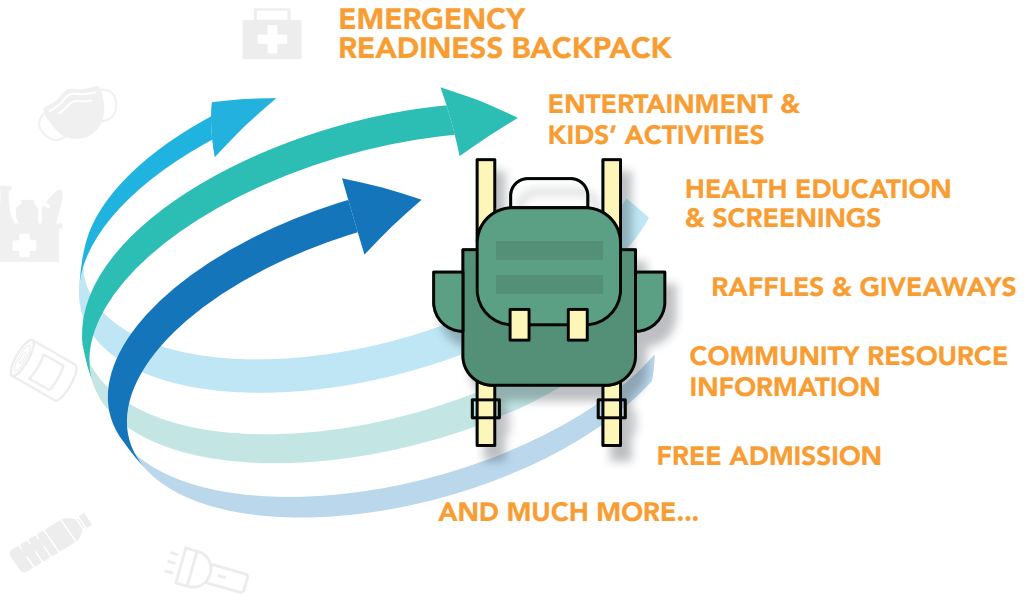 EMERGENCY
READINESS BACKPACK
ENTERTAINMENT &
KIDS’ ACTIVITIES
HEALTH EDUCATION
& SCREENINGS
RAFFLES & GIVEAWAYS
COMMUNITY RESOURCE
INFORMATION
FREE ADMISSION
AND MUCH MORE...